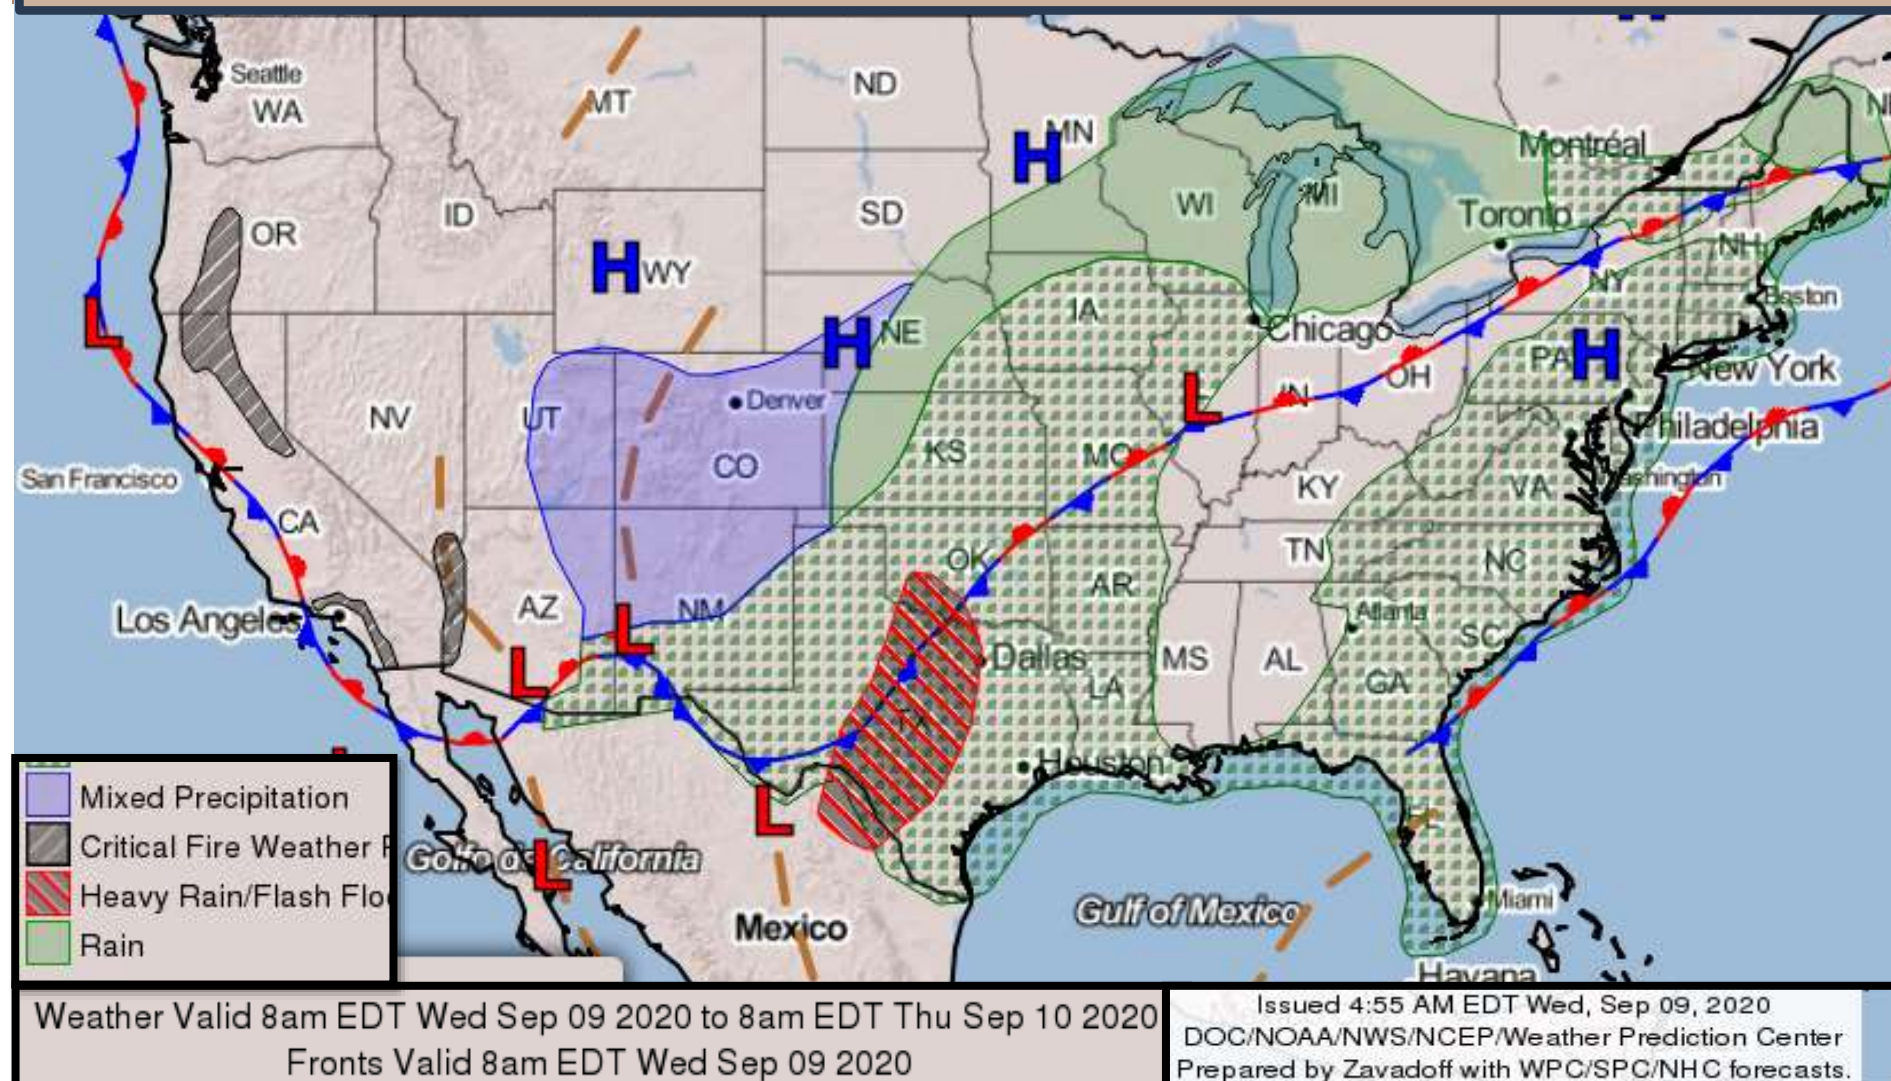 Seattle
WA
MT
ND
MN
Montréal
OR
ID
SD
WI
MI
Toronto
H
WY
H
NH
NY
Boston
L
H
NE
IA
Chicago
PA
H
New York
NV
UT
Denver
L
IN
OH
Philadelphia
San Francisco
CO
KS
MO
KY
VA
Washington
CA
OK
TN
NC
Los Angeles
AZ
L
NM
AR
Atlanta
SC
L
Dallas
LA
MS
AL
GA
TX
Houston
L
FL
Golfo de California
L
Mexico
Gulf of Mexico
Miami
Havana
Mixed Precipitation
Critical Fire Weather
Heavy Rain/Flash Flo
Rain
Weather Valid 8am EDT Wed Sep 09 2020 to 8am EDT Thu Sep 10 2020
Fronts Valid 8am EDT Wed Sep 09 2020
Issued 4:55 AM EDT Wed, Sep 09, 2020
DOC/NOAA/NWS/NCEP/Weather Prediction Center
Prepared by Zavadoff with WPC/SPC/NHC forecasts.